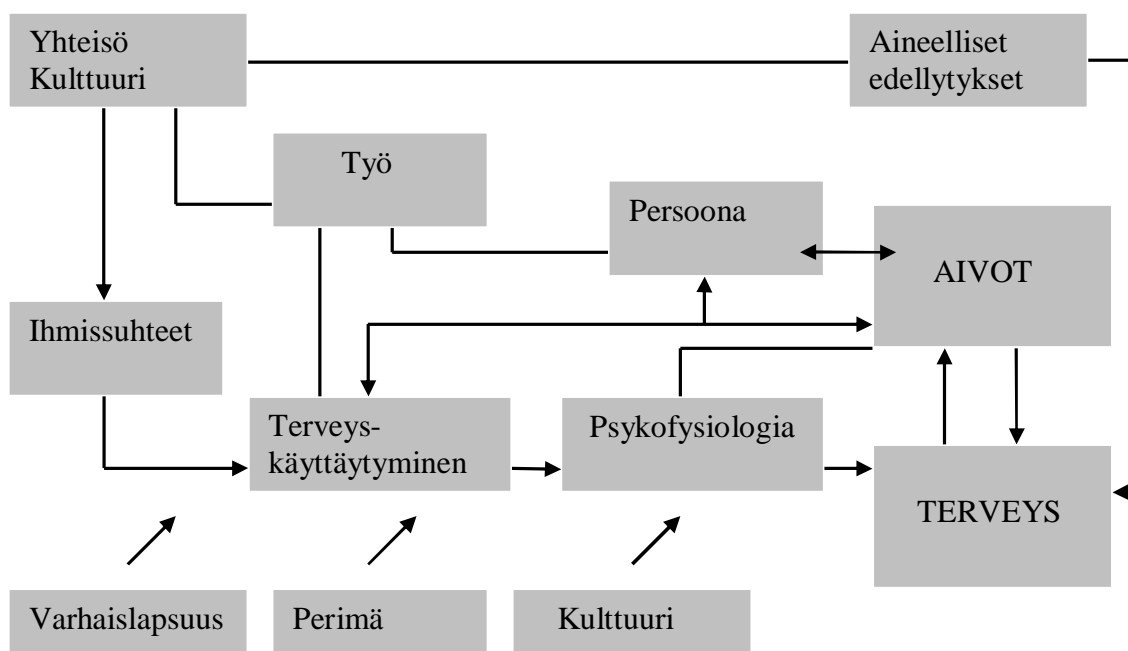 Yhteisö
Kulttuuri
Aineelliset
edellytykset
Työ
Persoona
AIVOT
Ihmissuhteet
Terveys-
käyttäytyminen
Psykofysiologia
TERVEYS
Varhaislapsuus
Perimä
Kulttuuri